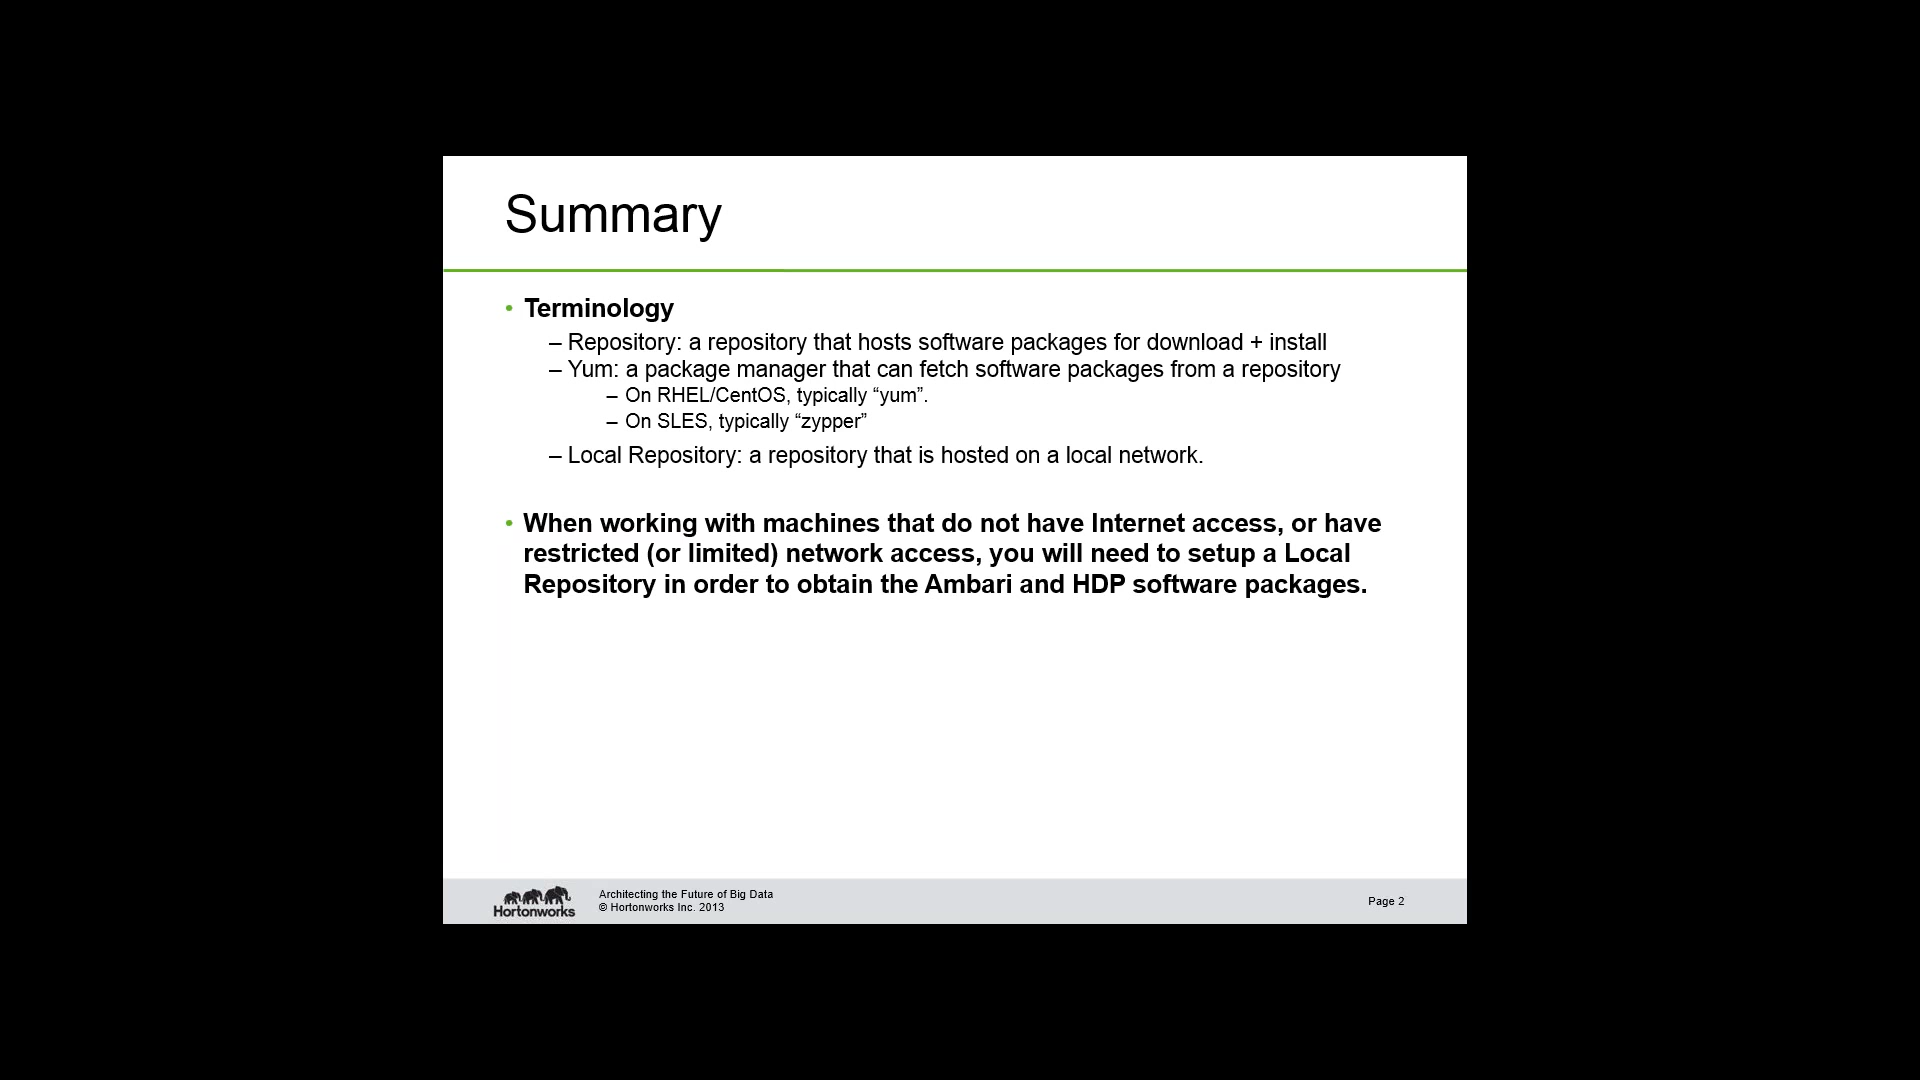 Summary
• Terminology
– Repository: a repository that hosts software packages for download + install
– Yum: a package manager that can fetch software packages from a repository
– On RHEL/CentOS, typically “yum”.
– On SLES, typically “zypper”
– Local Repository: a repository that is hosted on a local network.
• When working with machines that do not have Internet access, or have
restricted (or limited) network access, you will need to setup a Local
Repository in order to obtain the Ambari and HDP software packages.
Hortonworks
Architecting the Future of Big Data
© Hortonworks Inc. 2013
Page 2